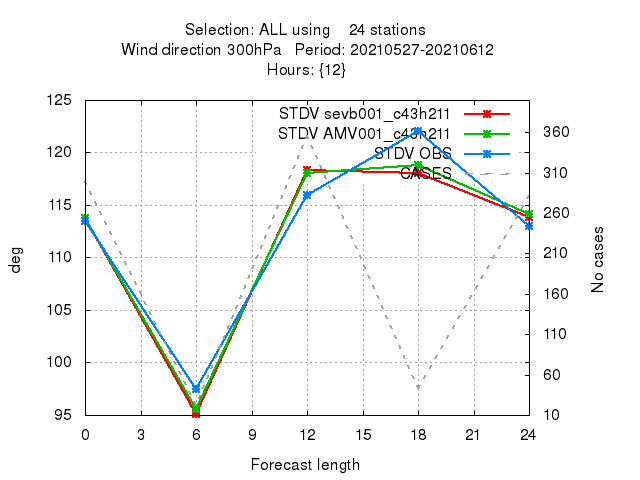 Selection: ALL using 24 stations
Wind direction 300hPa Period: 20210527-20210612
Hours: {12}
STDV sevb001_c43h211
STDV AMV001_c43h211
STDV OBS
CASES
125
120
115
110
105
100
95
deg
360
310
260
210
160
110
60
10
No cases
0 3 6 9 12 15 18 21 24
Forecast length